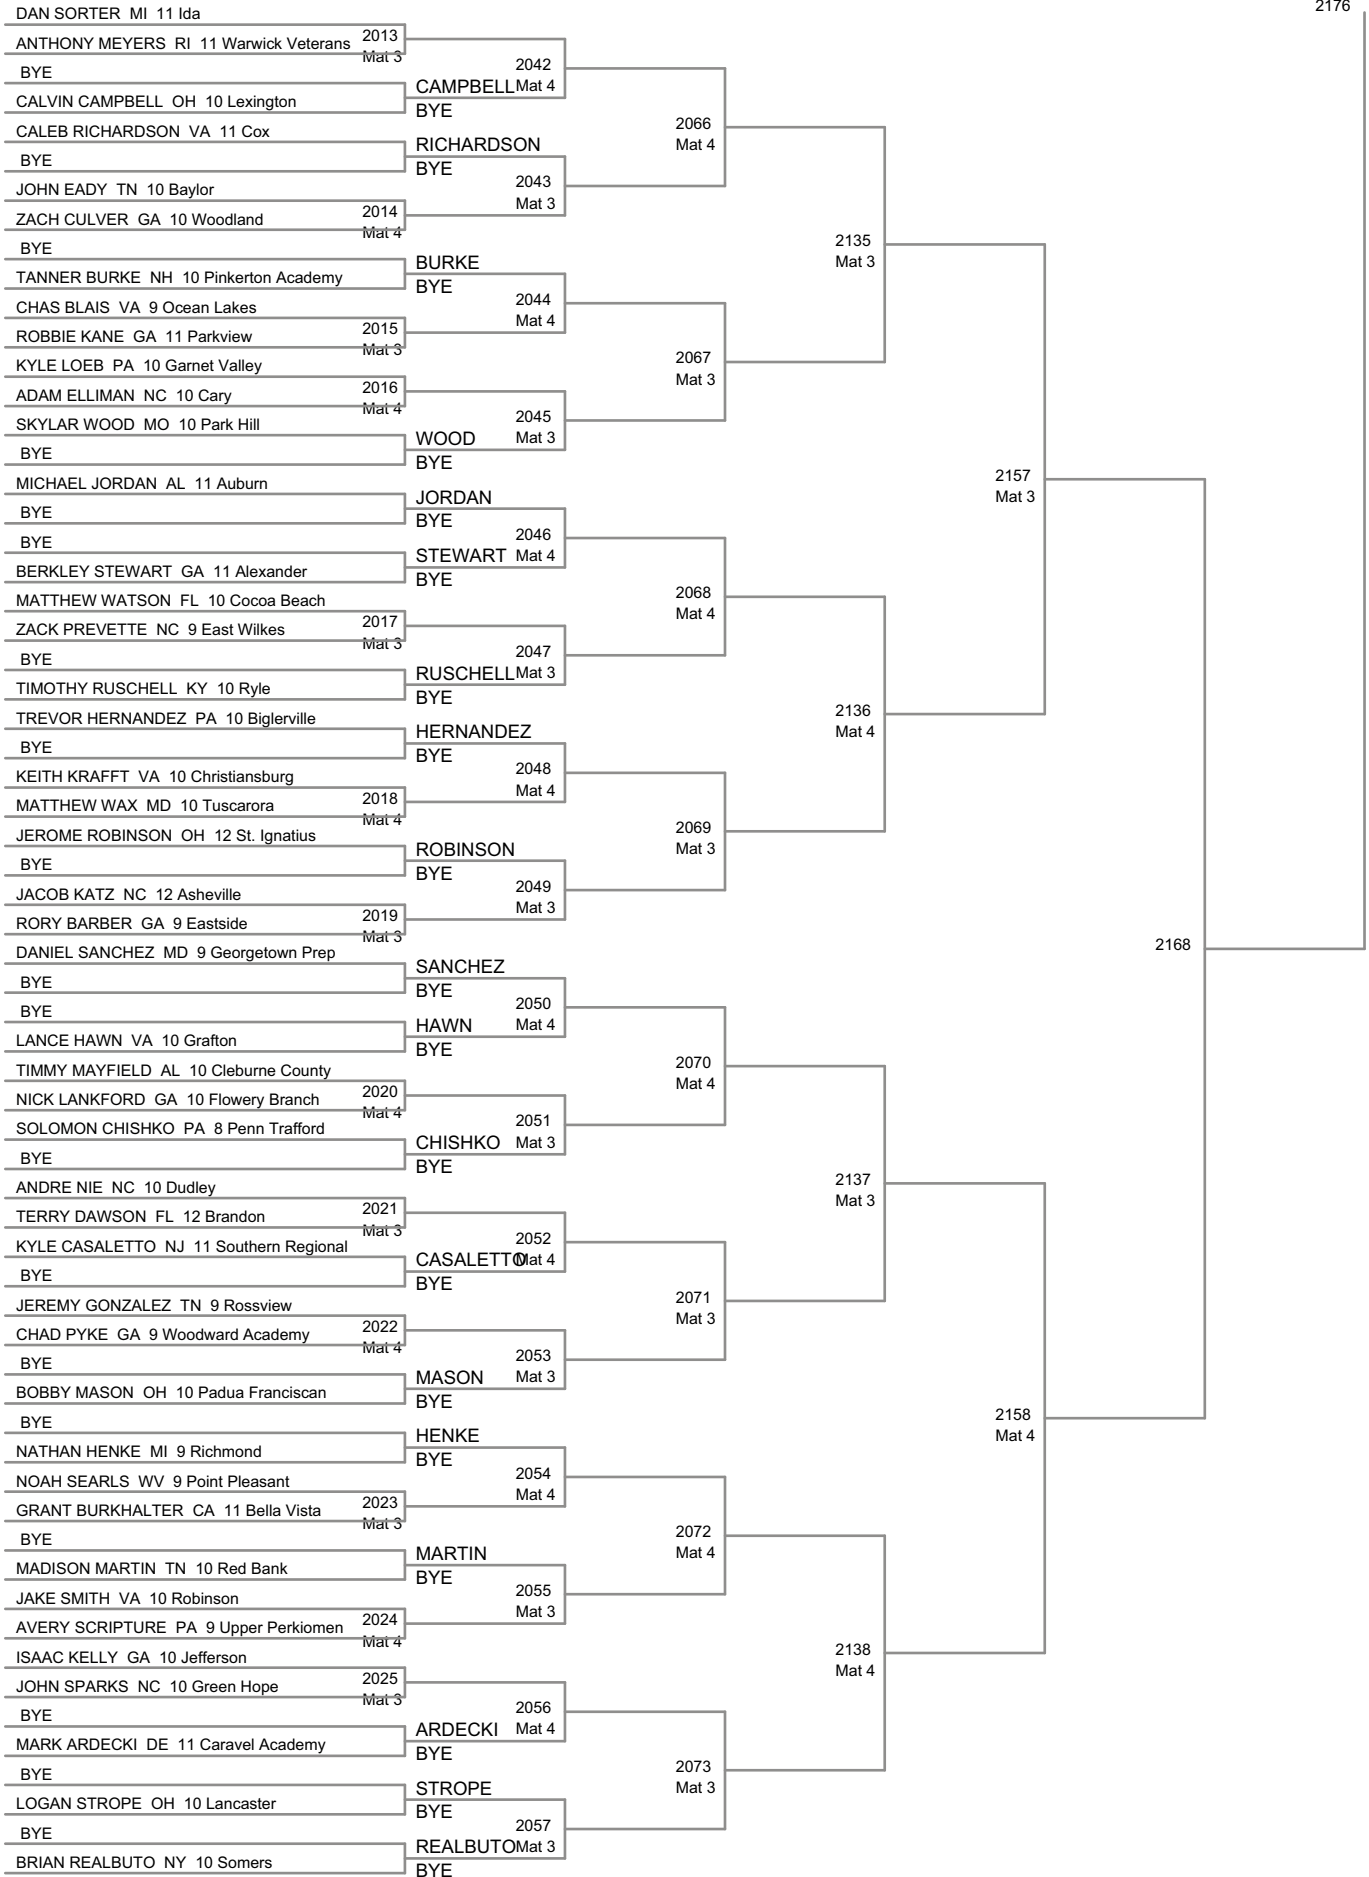 2176
DAN SORTER MI 11 Ida
ANTHONY MEYERS RI 11 Warwick Veterans
2013
Mat 3
BYE
CALVIN CAMPBELL OH 10 Lexington
CAMPBELL
BYE
2042
Mat 4
CALEB RICHARDSON VA 11 Cox
BYE
RICHARDSON
BYE
JOHN EADY TN 10 Baylor
ZACH CULVER GA 10 Woodland
2014
Mat 4
2043
Mat 3
2066
Mat 4
BYE
TANNER BURKE NH 10 Pinkerton Academy
BURKE
BYE
CHAS BLAIS VA 9 Ocean Lakes
ROBBIE KANE GA 11 Parkview
2015
Mat 3
2044
Mat 4
KYLE LOEB PA 10 Garnet Valley
ADAM ELLIMAN NC 10 Cary
2016
Mat 4
SKYLAR WOOD MO 10 Park Hill
BYE
WOOD
BYE
2045
Mat 3
2067
Mat 3
2135
Mat 3
MICHAEL JORDAN AL 11 Auburn
BYE
JORDAN
BYE
BYE
BERKLEY STEWART GA 11 Alexander
STEWART
BYE
2046
Mat 4
MATTHEW WATSON FL 10 Cocoa Beach
ZACK PREVETTE NC 9 East Wilkes
2017
Mat 3
BYE
TIMOTHY RUSCHELL KY 10 Ryle
RUSCHELL
BYE
2047
Mat 3
2068
Mat 4
TREVOR HERNANDEZ PA 10 Biglerville
BYE
HERNANDEZ
BYE
KEITH KRAFFT VA 10 Christiansburg
MATTHEW WAX MD 10 Tuscarora
2018
Mat 4
2048
Mat 4
JEROME ROBINSON OH 12 St. Ignatius
BYE
ROBINSON
BYE
JACOB KATZ NC 12 Asheville
RORY BARBER GA 9 Eastside
2019
Mat 3
2049
Mat 3
2069
Mat 3
2136
Mat 4
2157
Mat 3
DANIEL SANCHEZ MD 9 Georgetown Prep
BYE
SANCHEZ
BYE
BYE
LANCE HAWN VA 10 Grafton
HAWN
BYE
2050
Mat 4
TIMMY MAYFIELD AL 10 Cleburne County
NICK LANKFORD GA 10 Flowery Branch
2020
Mat 4
SOLOMON CHISHKO PA 8 Penn Trafford
BYE
CHISHKO
BYE
2051
Mat 3
2070
Mat 4
ANDRE NIE NC 10 Dudley
TERRY DAWSON FL 12 Brandon
2021
Mat 3
KYLE CASALETTO NJ 11 Southern Regional
BYE
CASALETTO
BYE
2052
Mat 4
JEREMY GONZALEZ TN 9 Rossview
CHAD PYKE GA 9 Woodward Academy
2022
Mat 4
BYE
BOBBY MASON OH 10 Padua Franciscan
MASON
BYE
2053
Mat 3
2071
Mat 3
2137
Mat 3
BYE
NATHAN HENKE MI 9 Richmond
HENKE
BYE
NOAH SEARLS WV 9 Point Pleasant
GRANT BURKHALTER CA 11 Bella Vista
2023
Mat 3
2054
Mat 4
BYE
MADISON MARTIN TN 10 Red Bank
MARTIN
BYE
JAKE SMITH VA 10 Robinson
AVERY SCRIPTURE PA 9 Upper Perkiomen
2024
Mat 4
2055
Mat 3
2072
Mat 4
ISAAC KELLY GA 10 Jefferson
JOHN SPARKS NC 10 Green Hope
2025
Mat 3
BYE
MARK ARDECKI DE 11 Caravel Academy
ARDECKI
BYE
2056
Mat 4
BYE
LOGAN STROPE OH 10 Lancaster
STROPE
BYE
BYE
BRIAN REALBUTO NY 10 Somers
REALBUTO
BYE
2057
Mat 3
2073
Mat 3
2138
Mat 4
2158
Mat 4
2168